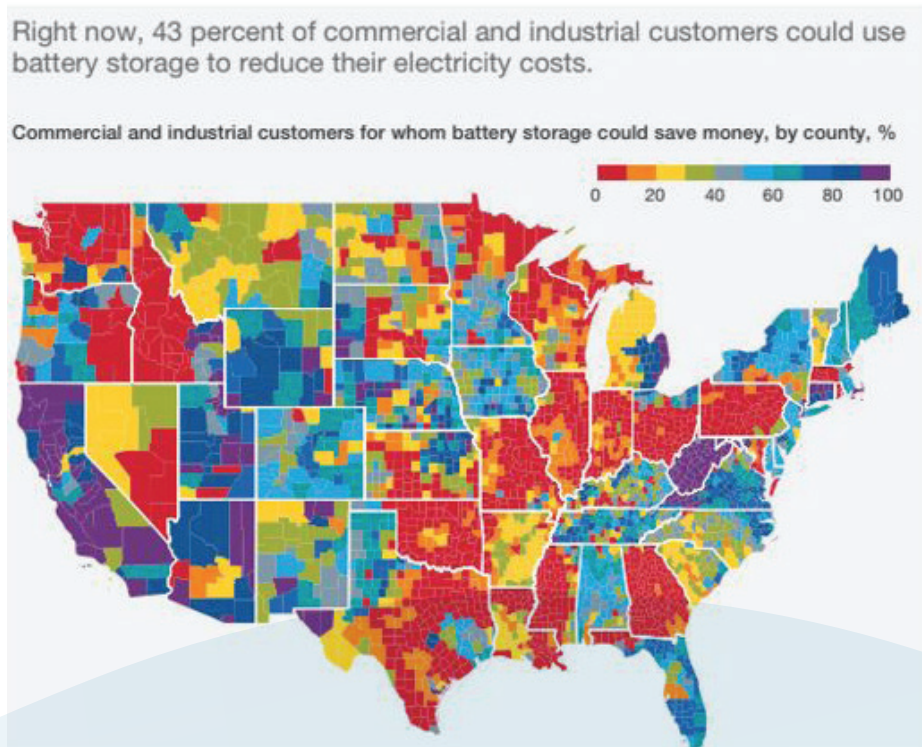 Right now, 43 percent of commercial and industrial customers could use
battery storage to reduce their electricity costs.
Commercial and industrial customers for whom battery storage could save money, by county, %
0 20 40 60 80 100